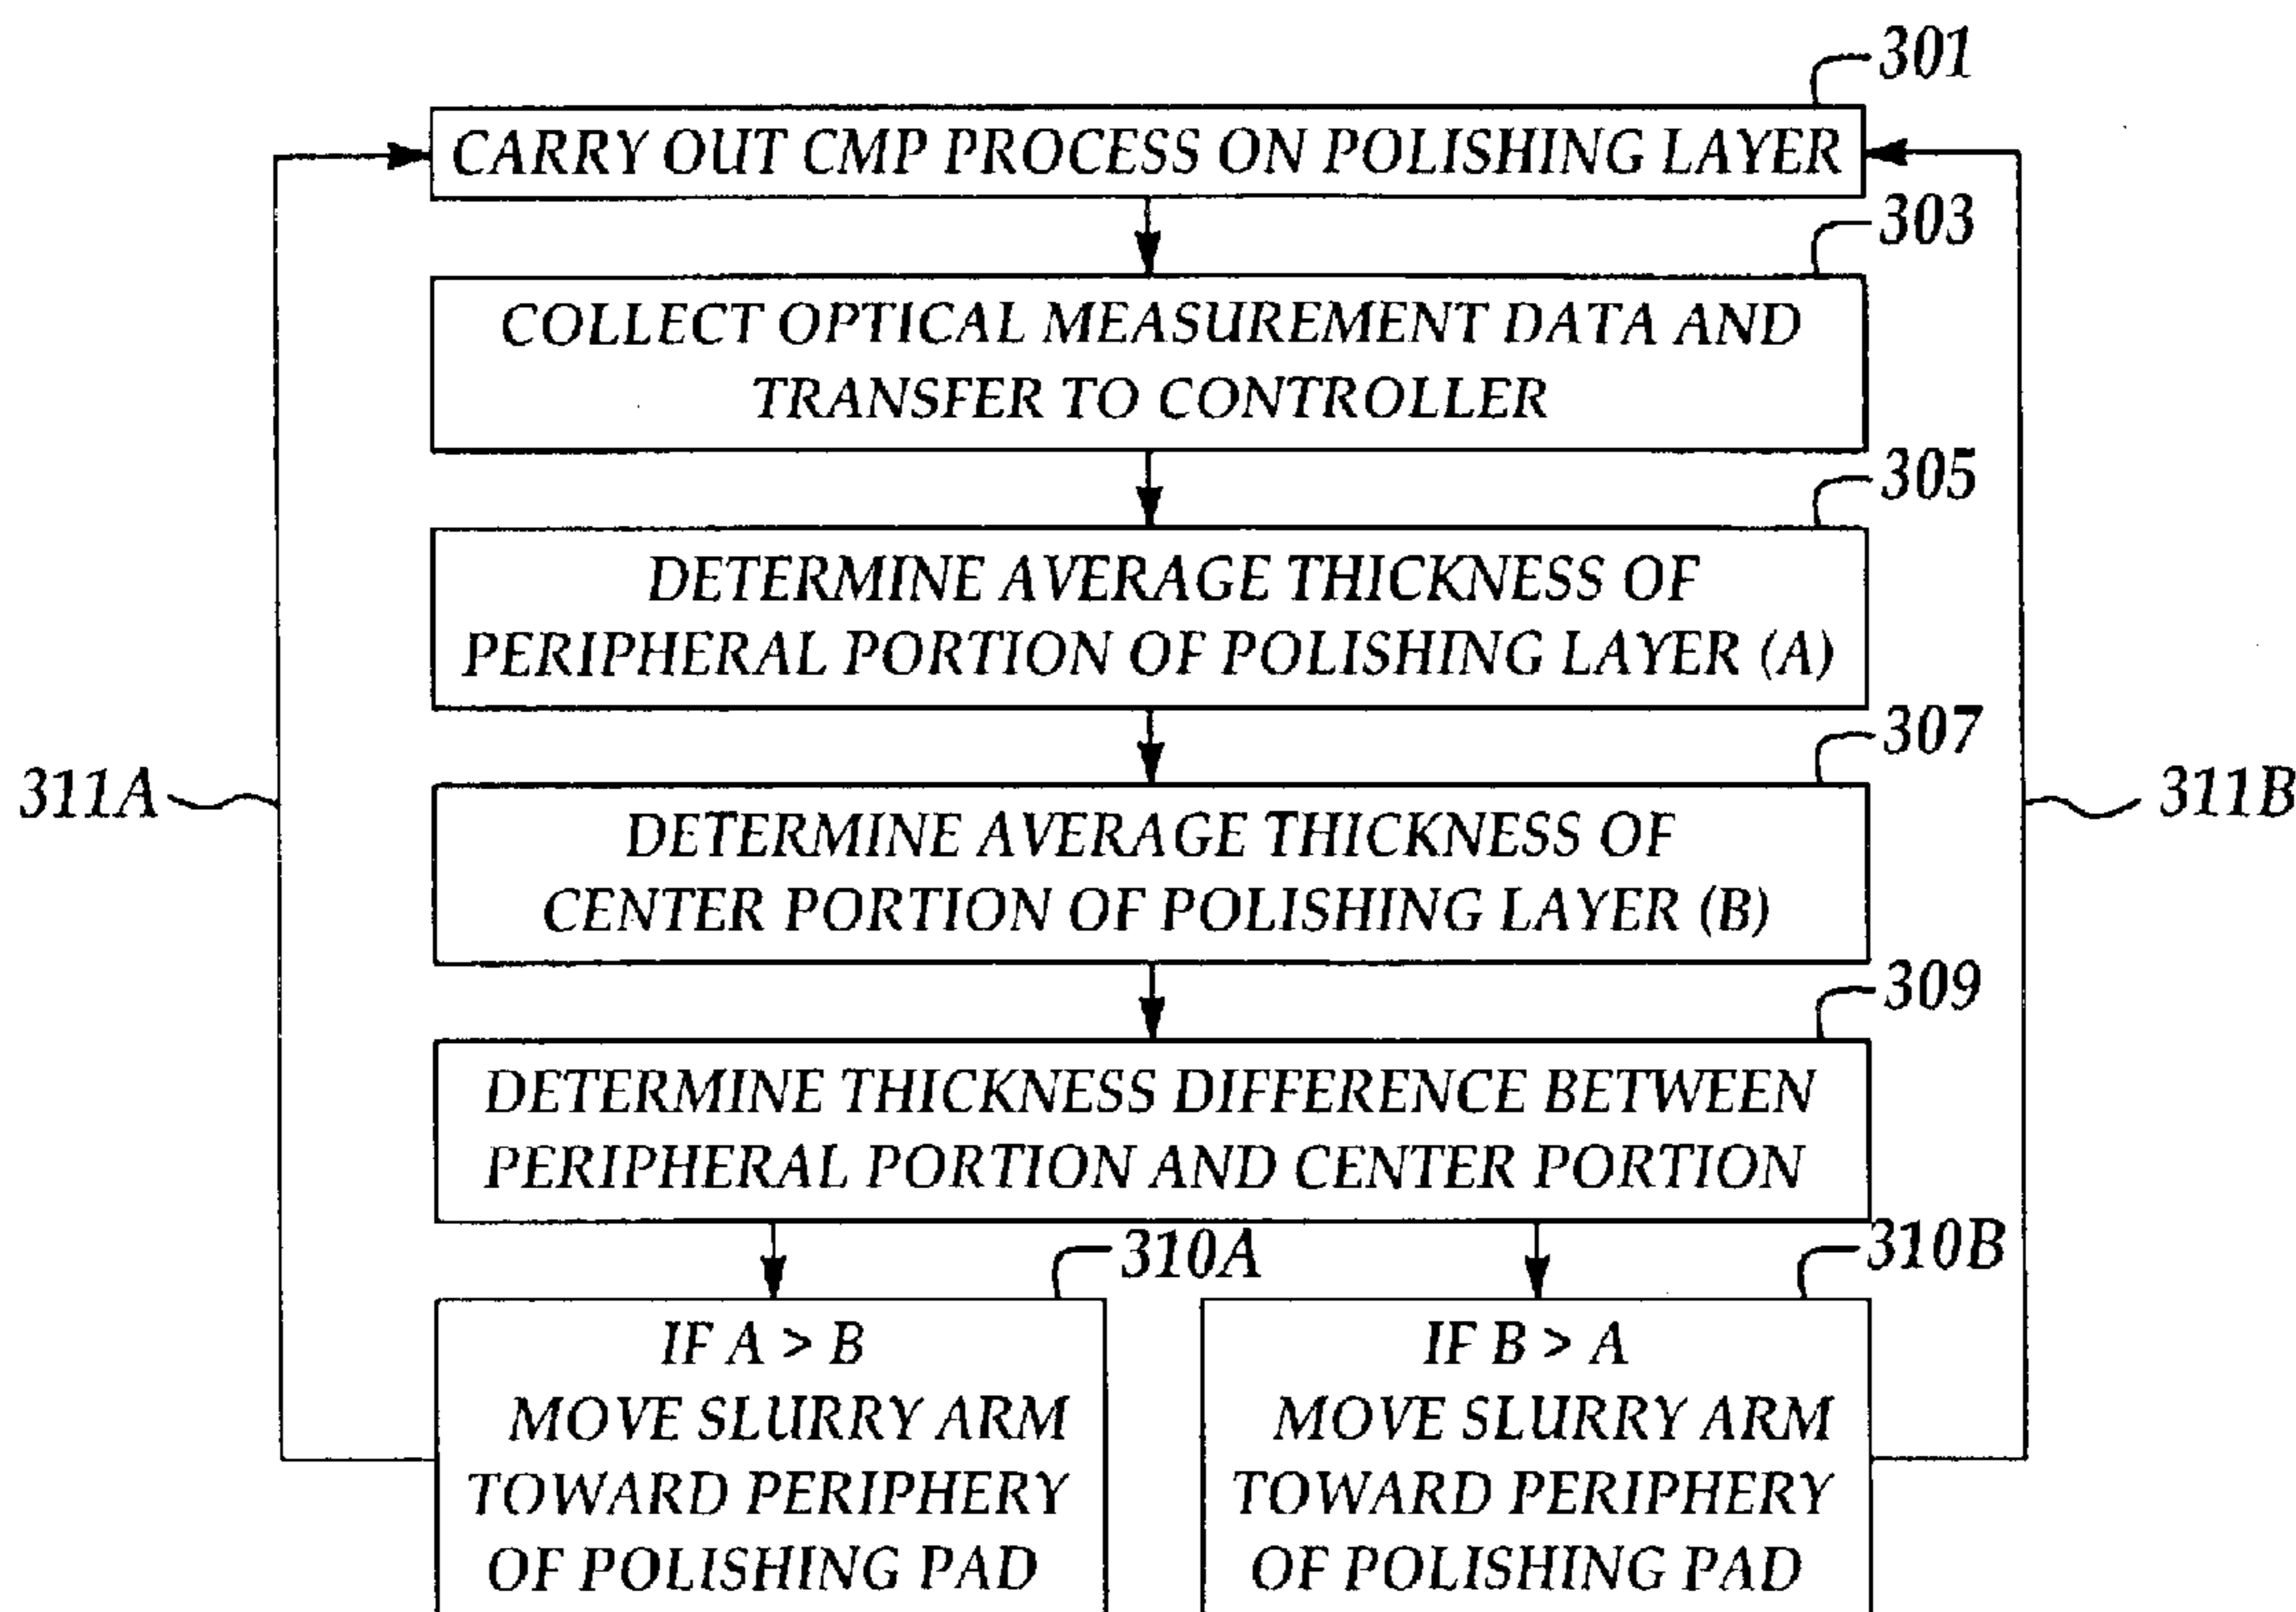 301
CARRY OUT CMP PROCESS ON POLISHING LAYER
303
COLLECT OPTICAL MEASUREMENT DATA AND
TRANSFER TO CONTROLLER
305
DETERMINE AVERAGE THICKNESS OF
PERIPHERAL PORTION OF POLISHING LAYER (A)
307
311A
311B
DETERMINE AVERAGE THICKNESS OF
CENTER PORTION OF POLISHING LAYER (B)
309
DETERMINE THICKNESS DIFFERENCE BETWEEN
PERIPHERAL PORTION AND CENTER PORTION
310A
IF A > B
MOVE SLURRY ARM
TOWARD PERIPHERY
OF POLISHING PAD
310B
IF B > A
MOVE SLURRY ARM
TOWARD PERIPHERY
OF POLISHING PAD